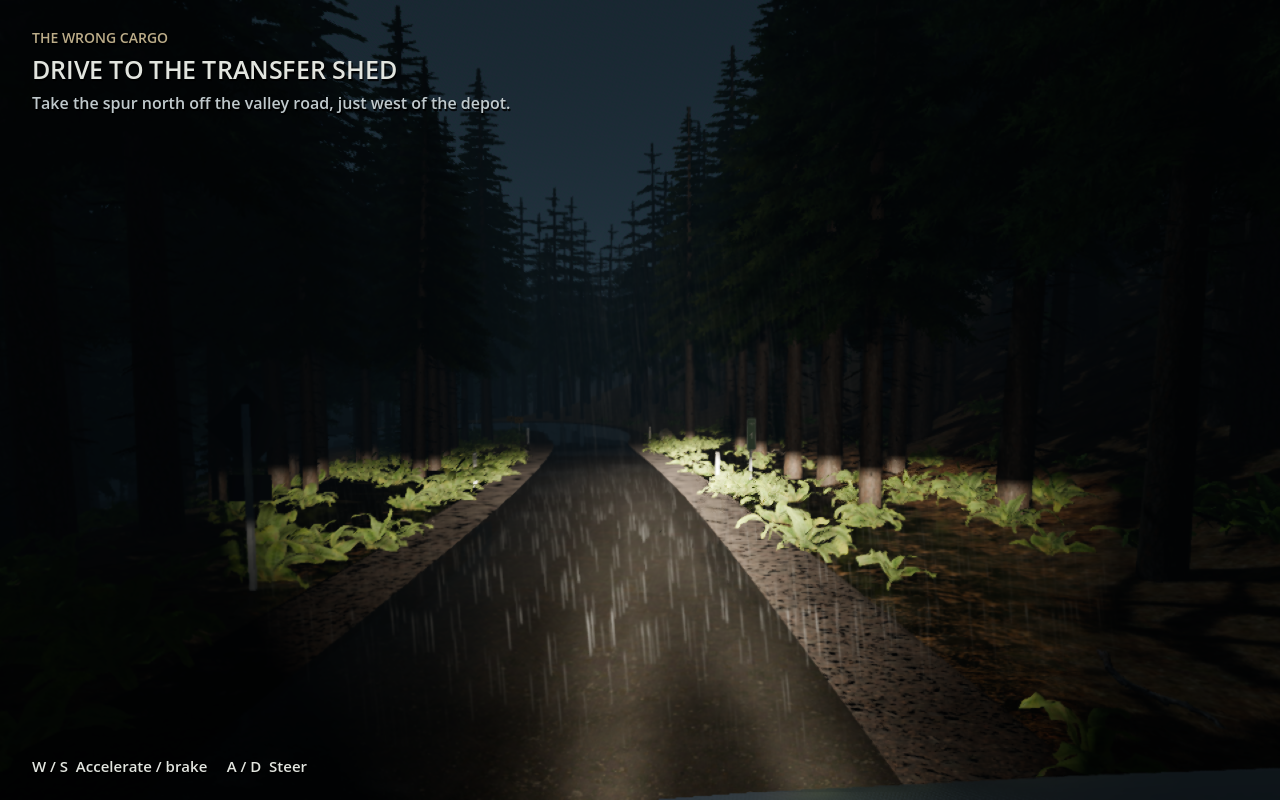 THE WRONG CARGO
DRIVE TO THE TRANSFER SHED
Take the spur north off the valley road, just west of the depot.
W / S Accelerate / brake A / D Steer